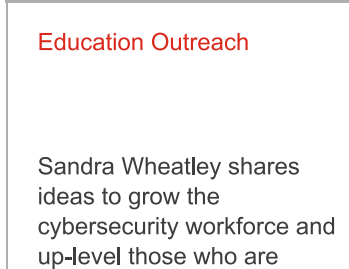 Education Outreach
Sandra Wheatley shares
ideas to grow the
cybersecurity workforce and
up-level those who are